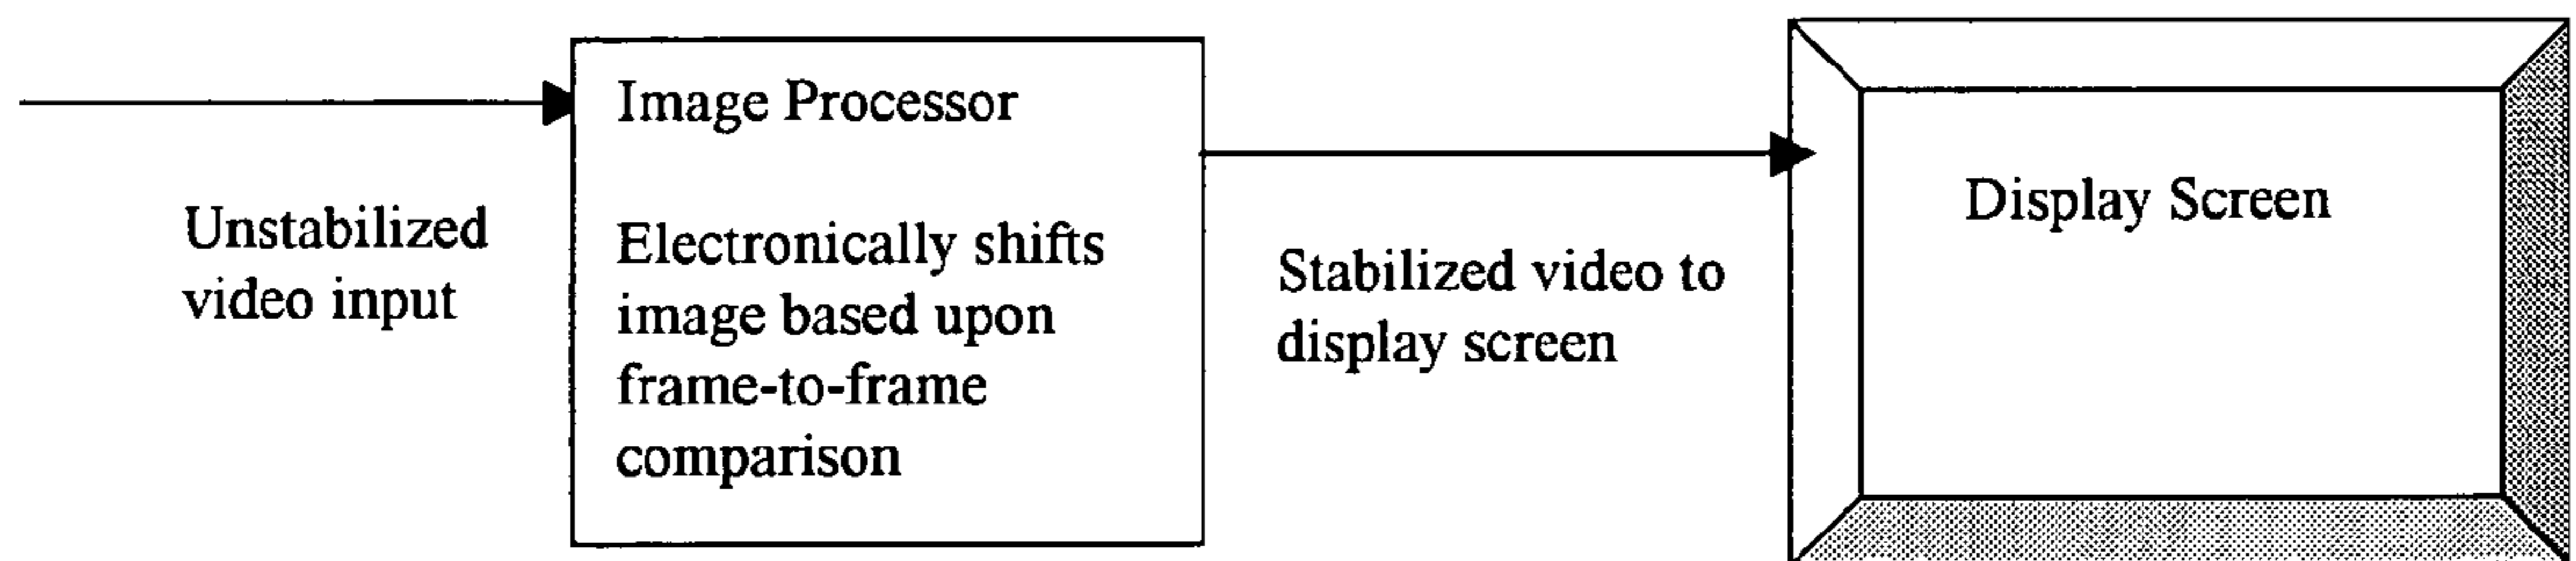 Unstabilized
video input
Image Processor
Electronically shifts
image based upon
frame-to-frame
comparison
Stabilized video to
display screen
Display Screen